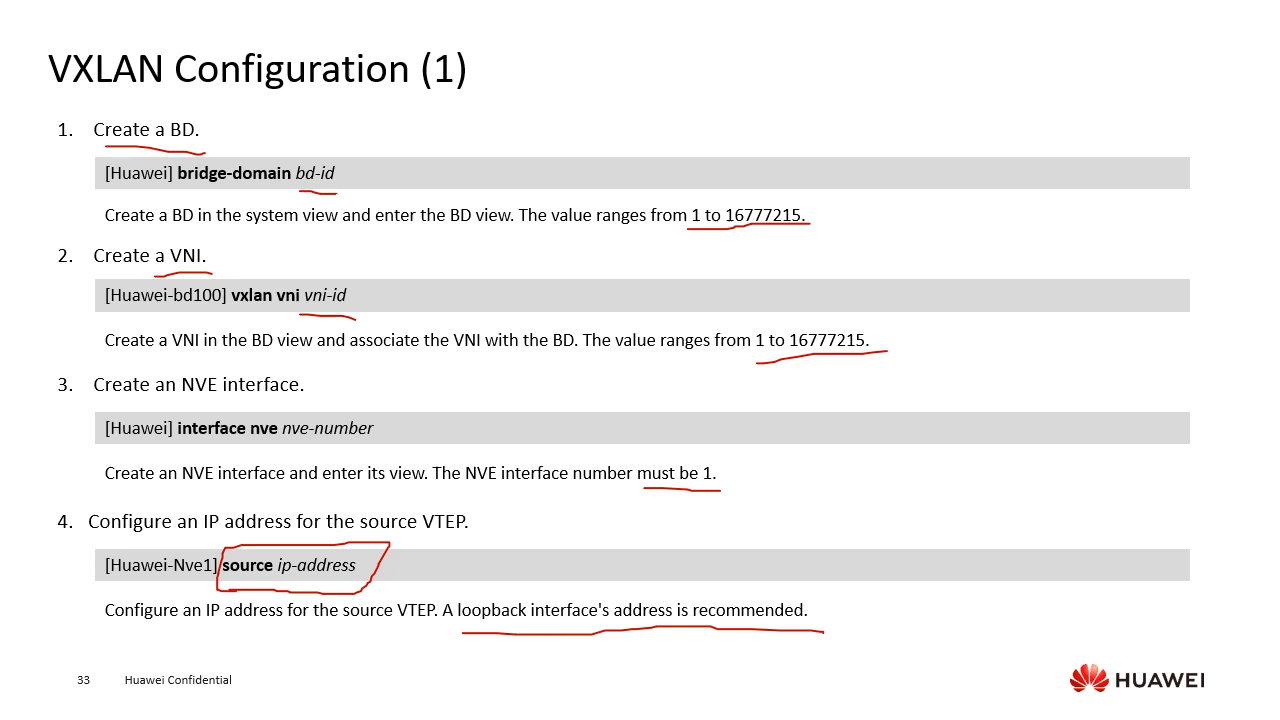 VXLAN Configuration (1)
1. Create a BD.
[Huawei] bridge-domain bd-id
Create a BD in the system view and enter the BD view. The value ranges from 1 to 16777215.
2. Create a VNI.
[Huawei-bd100] vxlan vni vni-id
Create a VNI in the BD view and associate the VNI with the BD. The value ranges from 1 to 16777215.
3. Create an NVE interface.
[Huawei] interface nve nve-number
Create an NVE interface and enter its view. The NVE interface number must be 1.
4. Configure an IP address for the source VTEP.
[Huawei-Nve1] source ip-address
Configure an IP address for the source VTEP. A loopback interface's address is recommended.
33 Huawei Confidential
HUAWEI